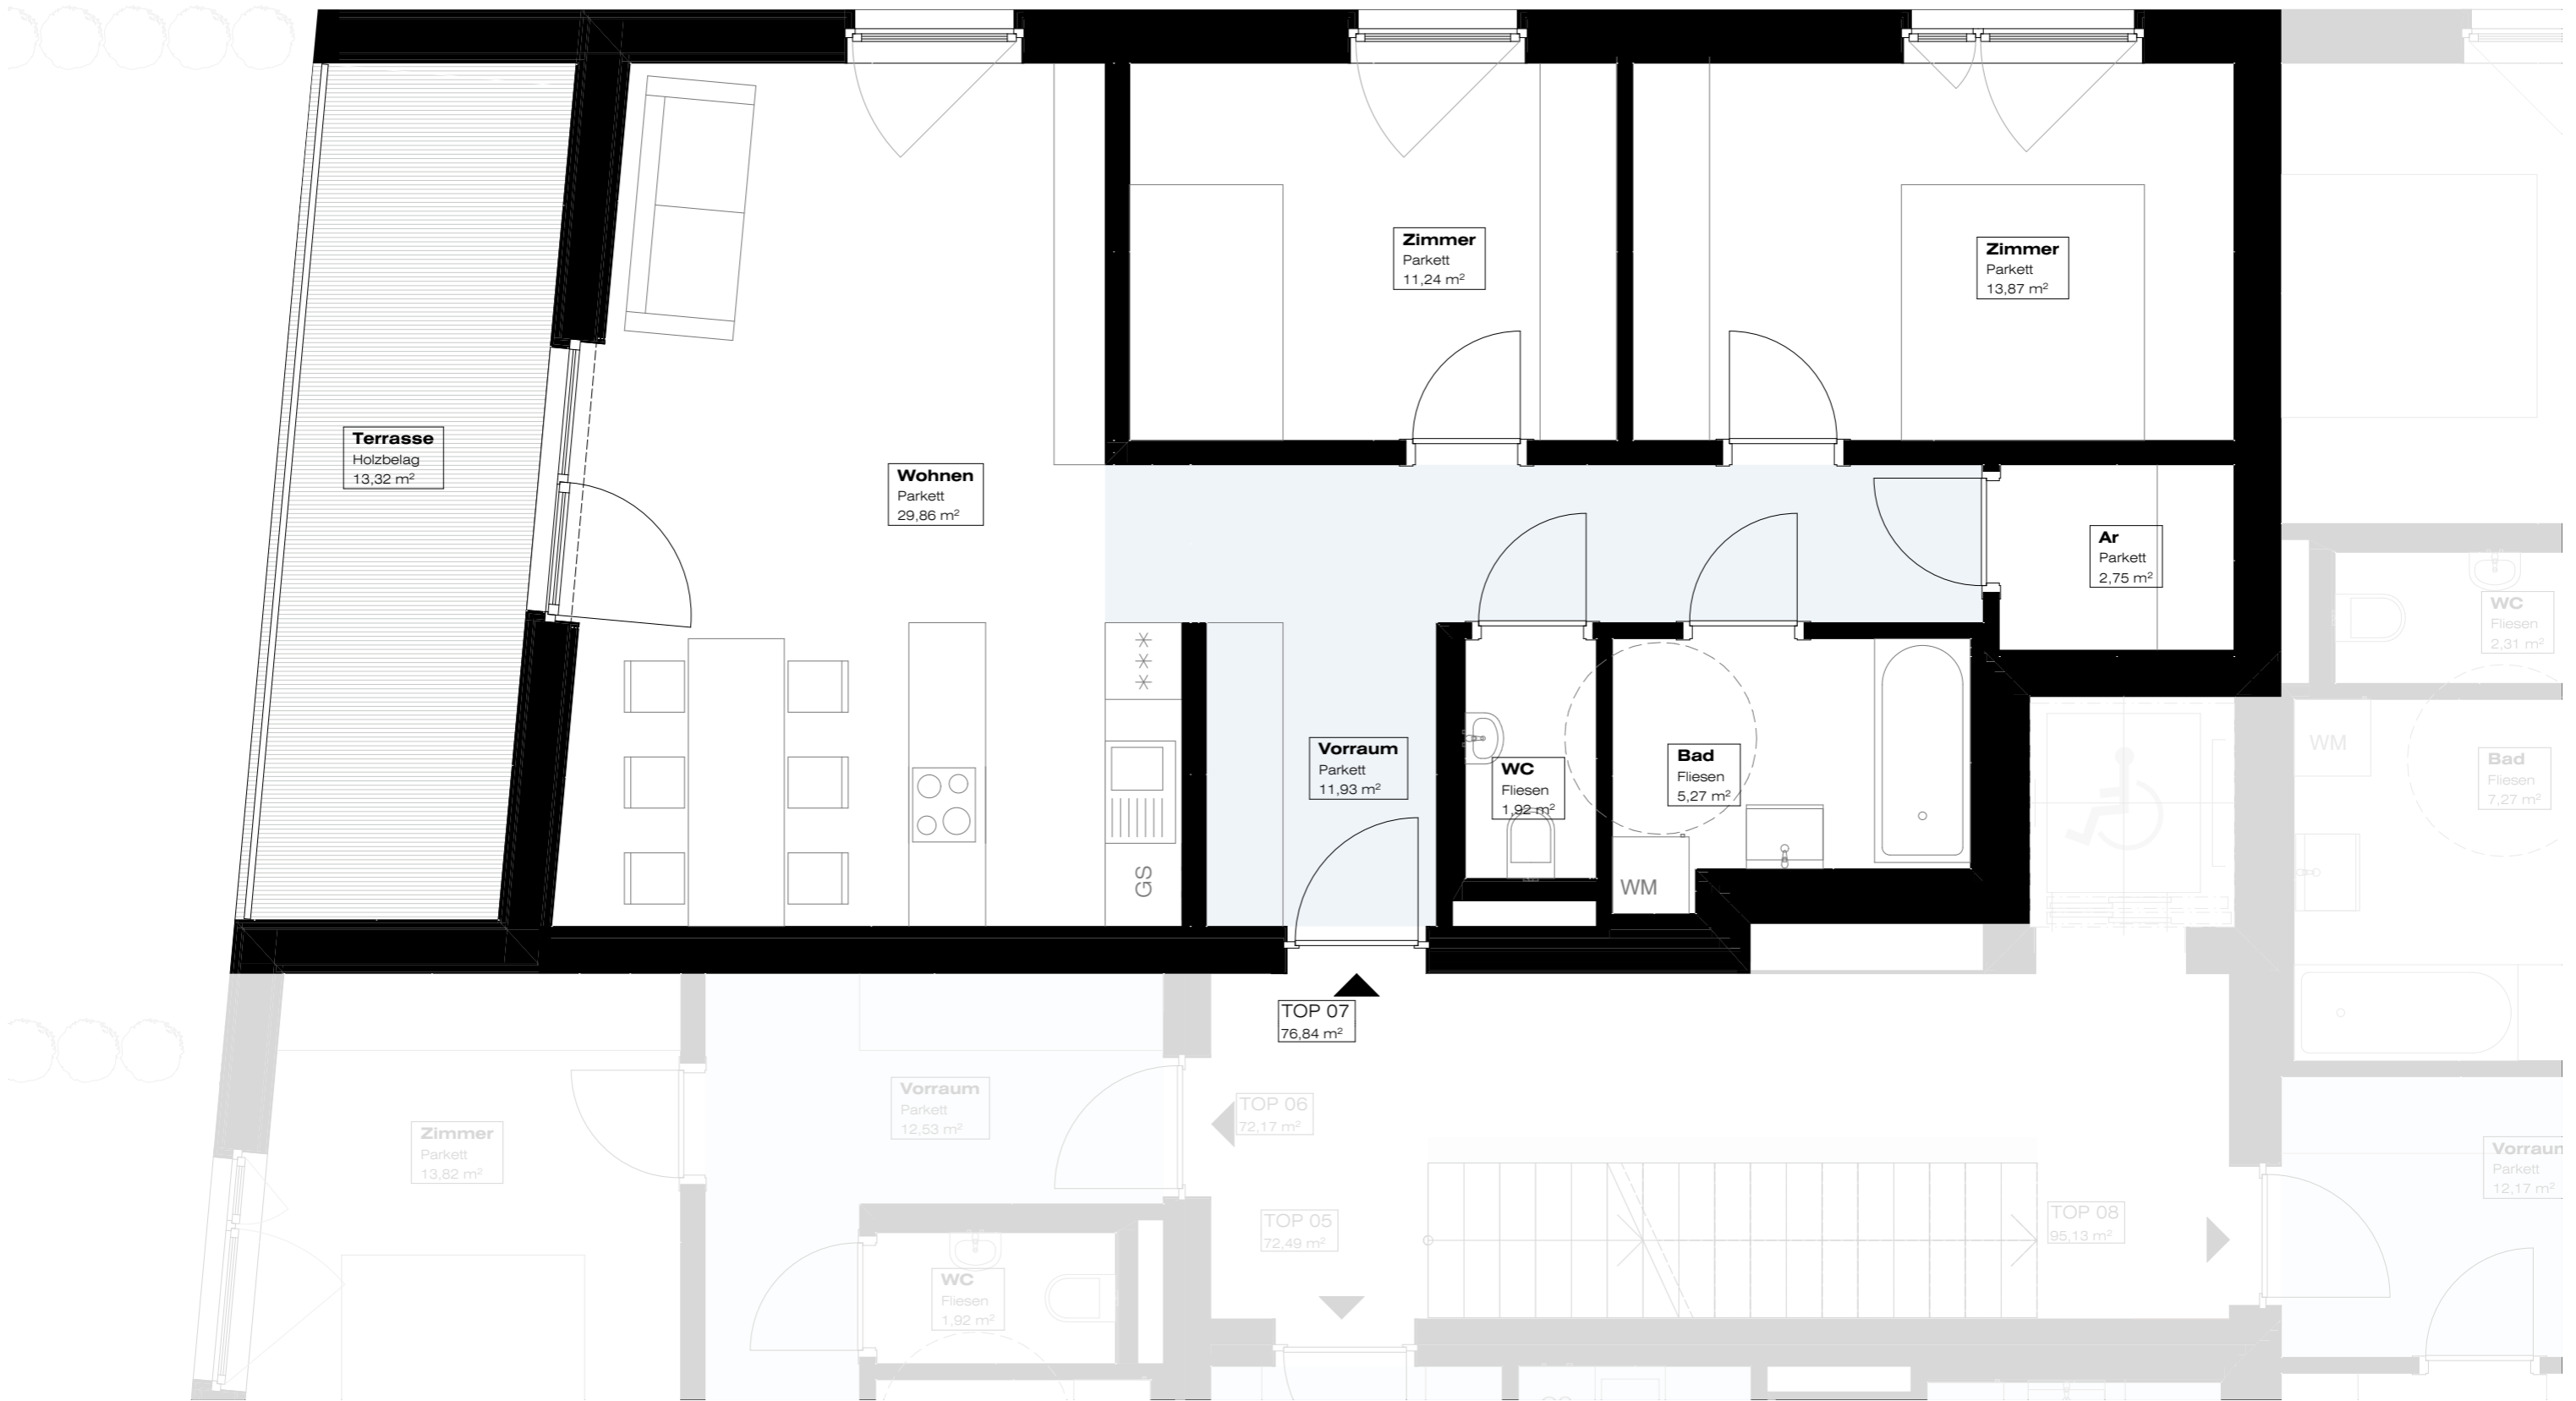 Zimmer
Parkett
11,24 m²
Zimmer
Parkett
13,87 m²
Terrasse
Holzbelag
13,32 m²
Wohnen
Parkett
29,86 m²
Ar
Parkett
2,75 m²
WC
Fliesen
2,31 m²
Vorraum
Parkett
11,93 m²
WC
Fliesen
1,92 m²
Bad
Fliesen
5,27 m²
WM
Bad
Fliesen
7,27 m²
GS
WM
TOP 07
76,84 m²
Vorraum
Parkett
12,53 m²
TOP 06
72,17 m²
Zimmer
Parkett
13,82 m²
Vorraum
Parkett
12,17 m²
TOP 05
72,49 m²
TOP 08
95,13 m²
WC
Fliesen
1,92 m²